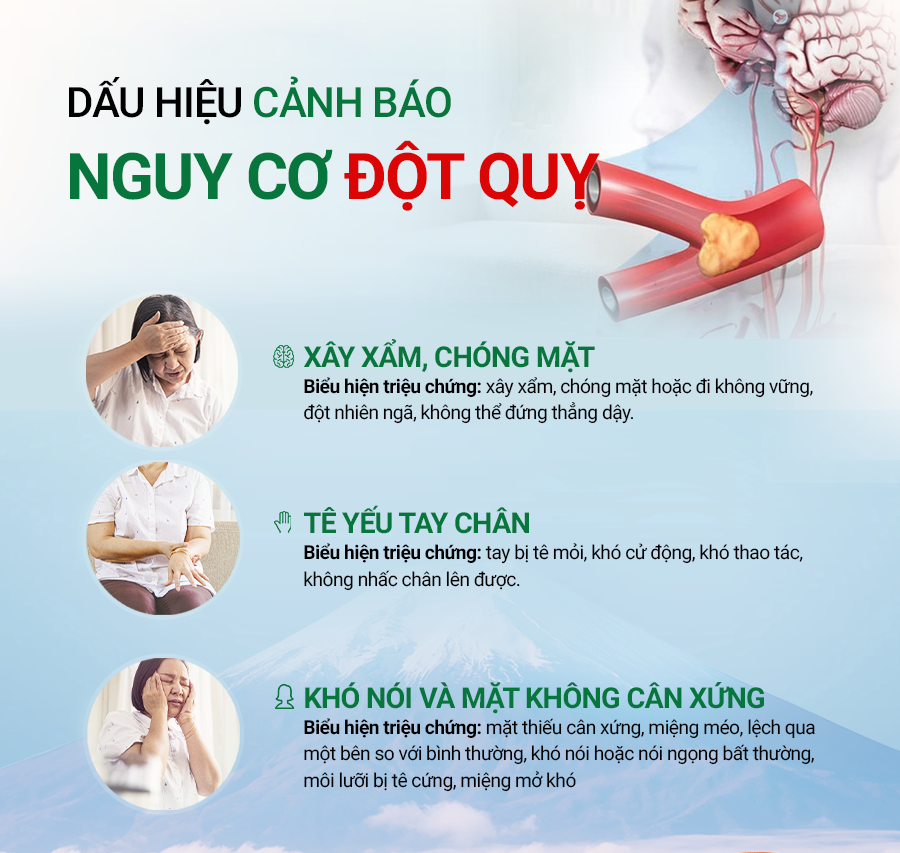 DẤU HIỆU CẢNH BÁO
NGUY CƠ ĐỘT QUỴ
XÂY XẨM, CHÓNG MẶT
Biểu hiện triệu chứng: xây xẩm, chóng mặt hoặc đi không vững,
đột nhiên ngã, không thể đứng thẳng dậy.
TÊ YẾU TAY CHÂN
Biểu hiện triệu chứng: tay bị tê mỏi, khó cử động, khó thao tác,
không nhấc chân lên được.
KHÓ NÓI VÀ MẶT KHÔNG CÂN XỨNG
Biểu hiện triệu chứng: mặt thiếu cân xứng, miệng méo, lệch qua
một bên so với bình thường, khó nói hoặc nói ngọng bất thường,
môi lưỡi bị tê cứng, miệng mở khó